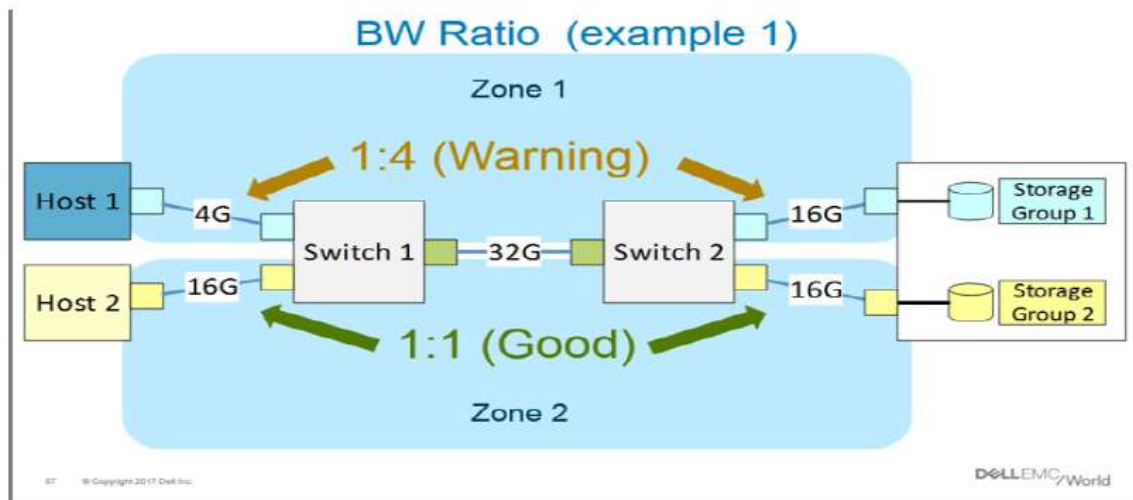 BW Ratio (example 1)
Zone 1
1:4 (Warning)
Host 1
4G
Switch 1
32G
Switch 2
16G
Storage
Group 1
Host 2
16G
16G
Storage
Group 2
1:1 (Good)
Zone 2
67 © Copyright 2017 Dell Inc.
DELLEMC/World